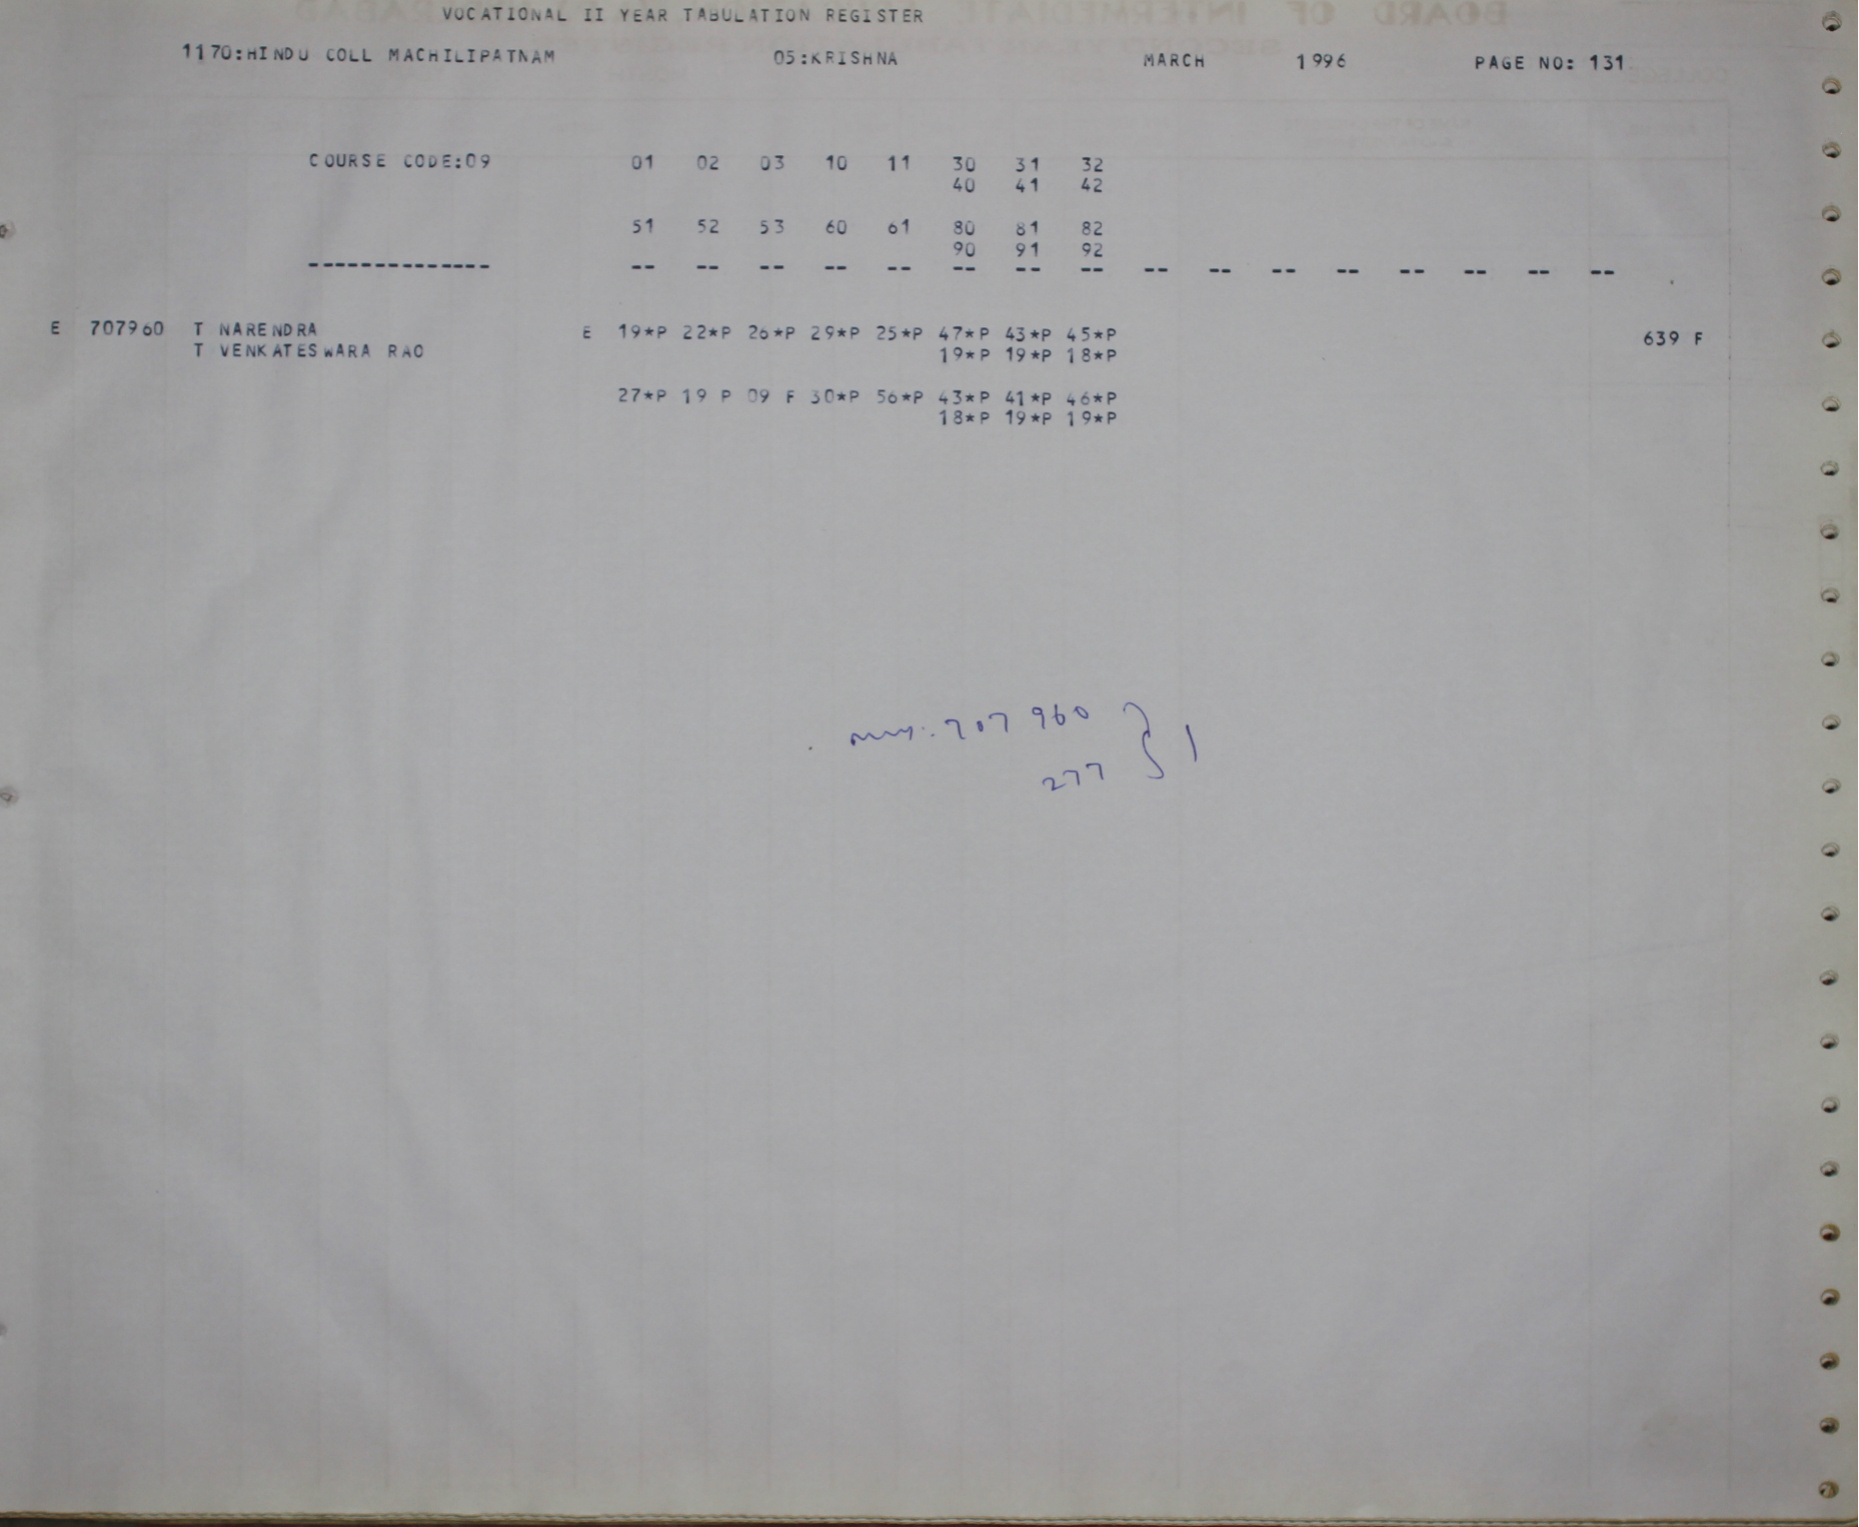 VOCATIONAL II YEAR TABULATION REGISTER
1170:HINDU COLL MACHILIPATNAM 05:KRISHNA MARCH 1996 PAGE NO: 131
COURSE CODE:09 01 02 03 10 11 30 31 32
40 41 42
51 52 53 60 61 80 81 82
90 91 92
-------------- -- -- -- -- -- -- -- -- -- -- -- -- -- -- -- --
E 707960 T NARENDRA E 19*P 22*P 26*P 29*P 25*P 47*P 43*P 45*P 639 F
T VENKATESWARA RAO 19*P 19*P 18*P
27*P 19 P 09 F 30*P 56*P 43*P 41*P 46*P
18*P 19*P 19*P
707 960 } 1
277